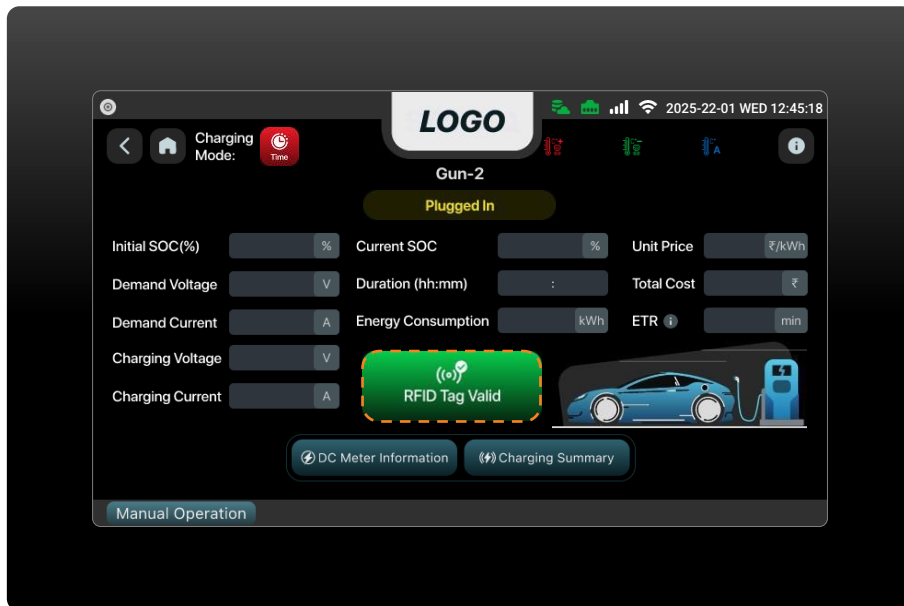 LOGO
2025-22-01 WED 12:45:18
Charging Mode:
Time
A
Gun-2
Plugged In
Initial SOC(%) %
Current SOC %
Unit Price ₹/kWh
Demand Voltage V
Duration (hh:mm) :
Total Cost ₹
Demand Current A
Energy Consumption kWh
ETR i min
Charging Voltage V
Charging Current A
RFID Tag Valid
DC Meter Information
Charging Summary
Manual Operation